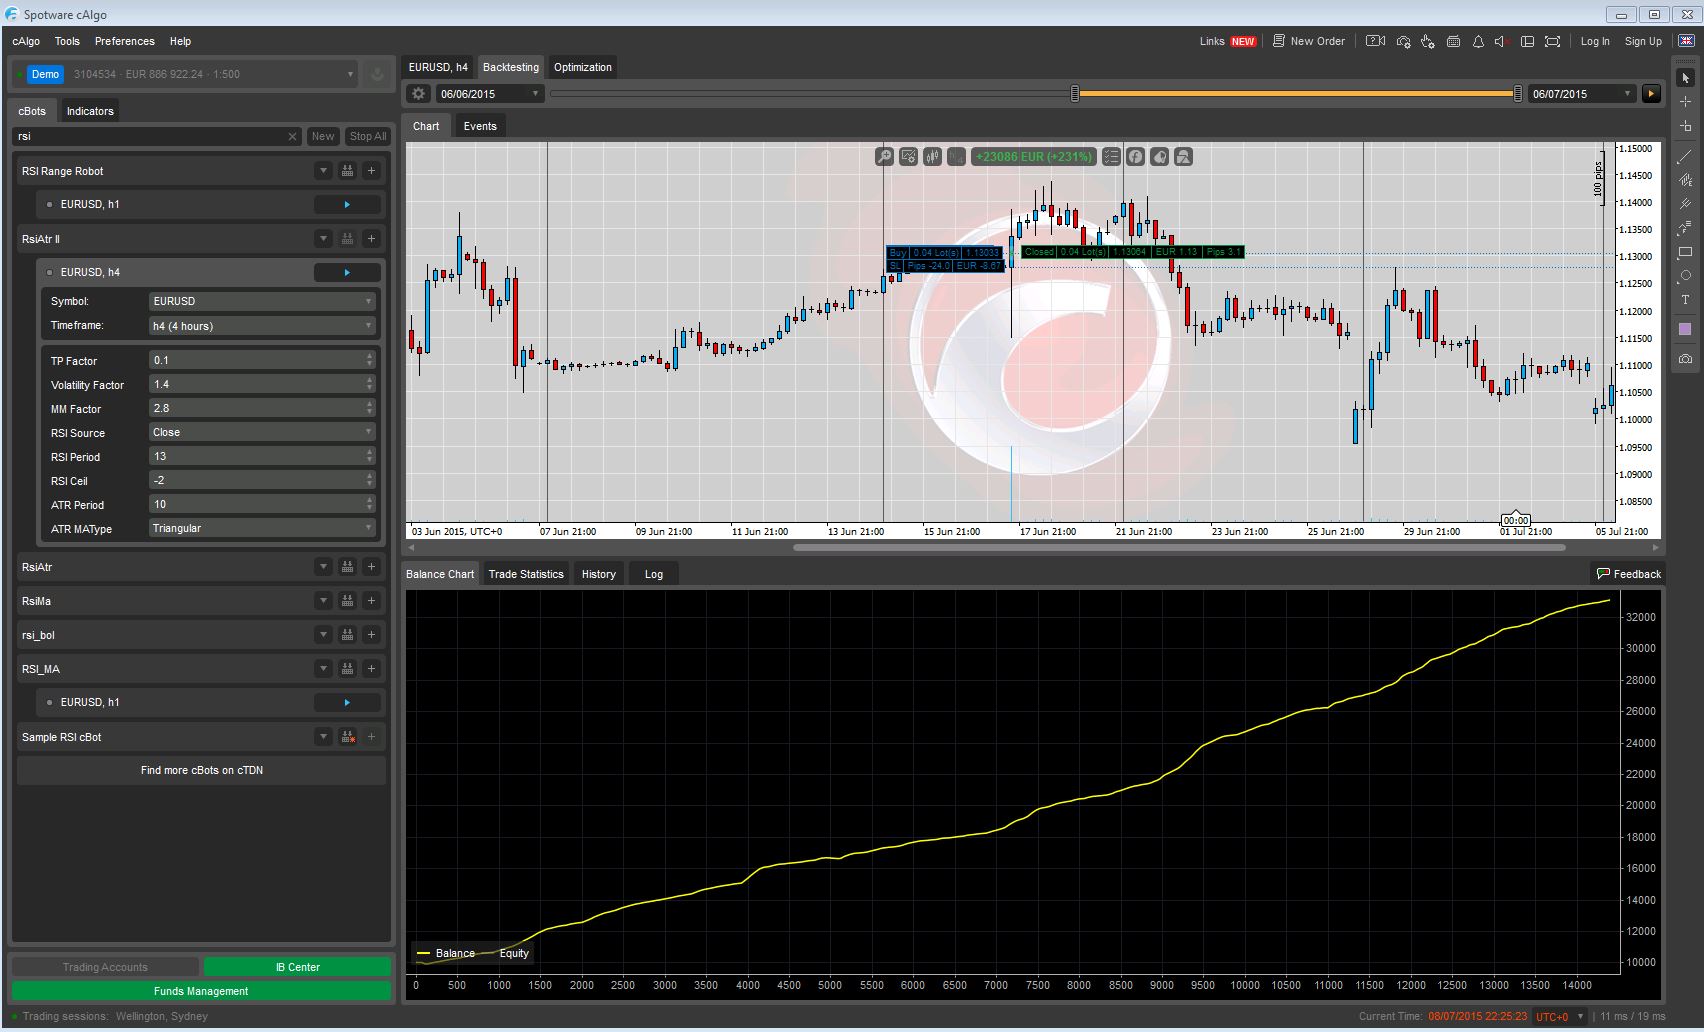 Spotware cAlgo
cAlgo Tools Preferences Help
Links NEW New Order Log In Sign Up
Demo 3104534 · EUR 886 922.24 · 1:500
cBots Indicators
rsi New Stop All
RSI Range Robot
EURUSD, h1
RsiAtr II
EURUSD, h4
Symbol: EURUSD
Timeframe: h4 (4 hours)
TP Factor 0.1
Volatility Factor 1.4
MM Factor 2.8
RSI Source Close
RSI Period 13
RSI Ceil -2
ATR Period 10
ATR MAType Triangular
RsiAtr
RsiMa
rsi_bol
RSI_MA
EURUSD, h1
Sample RSI cBot
Find more cBots on cTDN
Trading Accounts IB Center
Funds Management
EURUSD, h4 Backtesting Optimization
06/06/2015 06/07/2015
Chart Events
h4 +23086 EUR (+231%)
100 pips
Buy 0.04 Lot(s) 1.13033 Closed 0.04 Lot(s) 1.13064 EUR 1.13 Pips 3.1
SL Pips -24.0 EUR -8.67
1.15000
1.14500
1.14000
1.13500
1.13000
1.12500
1.12000
1.11500
1.11000
1.10500
1.10000
1.09500
1.09000
1.08500
00:00
03 Jun 2015, UTC+0 07 Jun 21:00 09 Jun 21:00 11 Jun 21:00 13 Jun 21:00 15 Jun 21:00 17 Jun 21:00 21 Jun 21:00 23 Jun 21:00 25 Jun 21:00 29 Jun 21:00 01 Jul 21:00 05 Jul 21:00
Balance Chart Trade Statistics History Log Feedback
32000
30000
28000
26000
24000
22000
20000
18000
16000
14000
12000
10000
Balance Equity
0 500 1000 1500 2000 2500 3000 3500 4000 4500 5000 5500 6000 6500 7000 7500 8000 8500 9000 9500 10000 10500 11000 11500 12000 12500 13000 13500 14000
Trading sessions: Wellington, Sydney
Current Time: 08/07/2015 22:25:23 UTC+0 11 ms / 19 ms